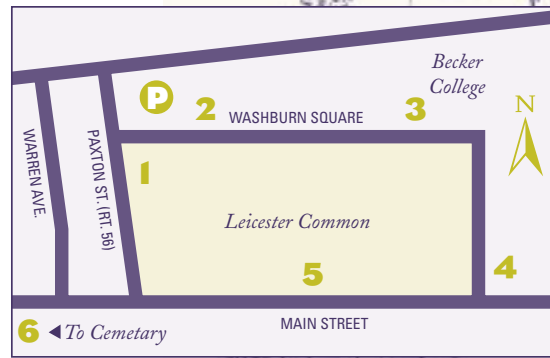 Becker
College
N
P
2
WASHBURN SQUARE
3
WARREN AVE.
PAXTON ST. (RT. 56)
1
Leicester Common
5
4
6
To Cemetary
MAIN STREET